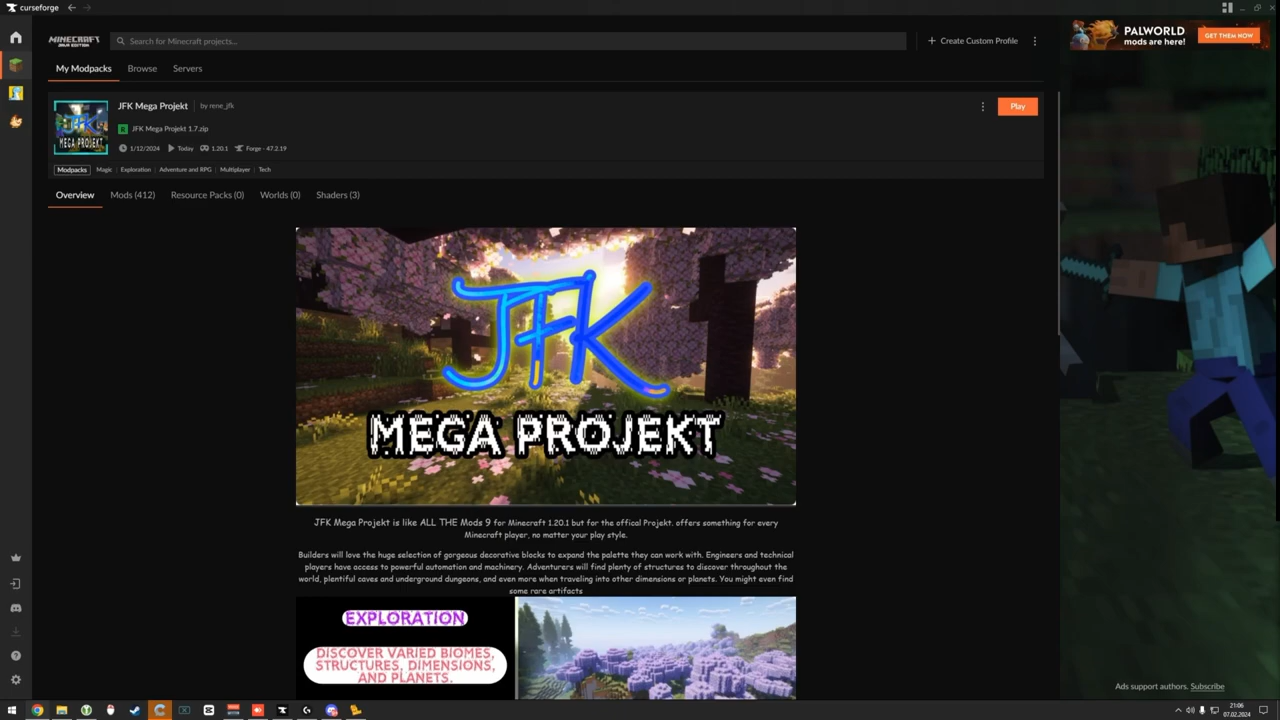 curseforge
MINECRAFT
JAVA EDITION
Search for Minecraft projects...
Create Custom Profile
PALWORLD
mods are here!
GET THEM NOW
My Modpacks
Browse
Servers
JFK
MEGA PROJEKT
JFK Mega Projekt
by rene_jfk
Play
R
JFK Mega Projekt 1.7.zip
1/12/2024
Today
1.20.1
Forge - 47.2.19
Modpacks
Magic
Exploration
Adventure and RPG
Multiplayer
Tech
Overview
Mods (412)
Resource Packs (0)
Worlds (0)
Shaders (3)
JFK
MEGA PROJEKT
JFK Mega Projekt is like ALL THE Mods 9 for Minecraft 1.20.1 but for the offical Projekt. offers something for every
Minecraft player, no matter your play style.
Builders will love the huge selection of gorgeous decorative blocks to expand the palette they can work with. Engineers and technical
players have access to powerful automation and machinery. Adventurers will find plenty of structures to discover throughout the
world, plentiful caves and underground dungeons, and even more when traveling into other dimensions or planets. You might even find
some rare artifacts
EXPLORATION
DISCOVER VARIED BIOMES,
STRUCTURES, DIMENSIONS,
AND PLANETS.
Ads support authors. Subscribe
21:06
07.02.2024